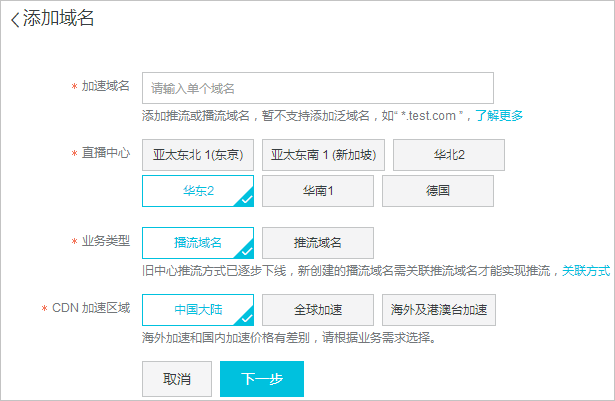 添加域名
* 加速域名 请输入单个域名
添加推流或播流域名，暂不支持添加泛域名，如“ *.test.com ”，了解更多
* 直播中心 亚太东北 1(东京) 亚太东南 1 (新加坡) 华北2
华东2 华南1 德国
* 业务类型 播流域名 推流域名
旧中心推流方式已逐步下线，新创建的播流域名需关联推流域名才能实现推流，关联方式
* CDN 加速区域 中国大陆 全球加速 海外及港澳台加速
海外加速和国内加速价格有差别，请根据业务需求选择。
取消 下一步